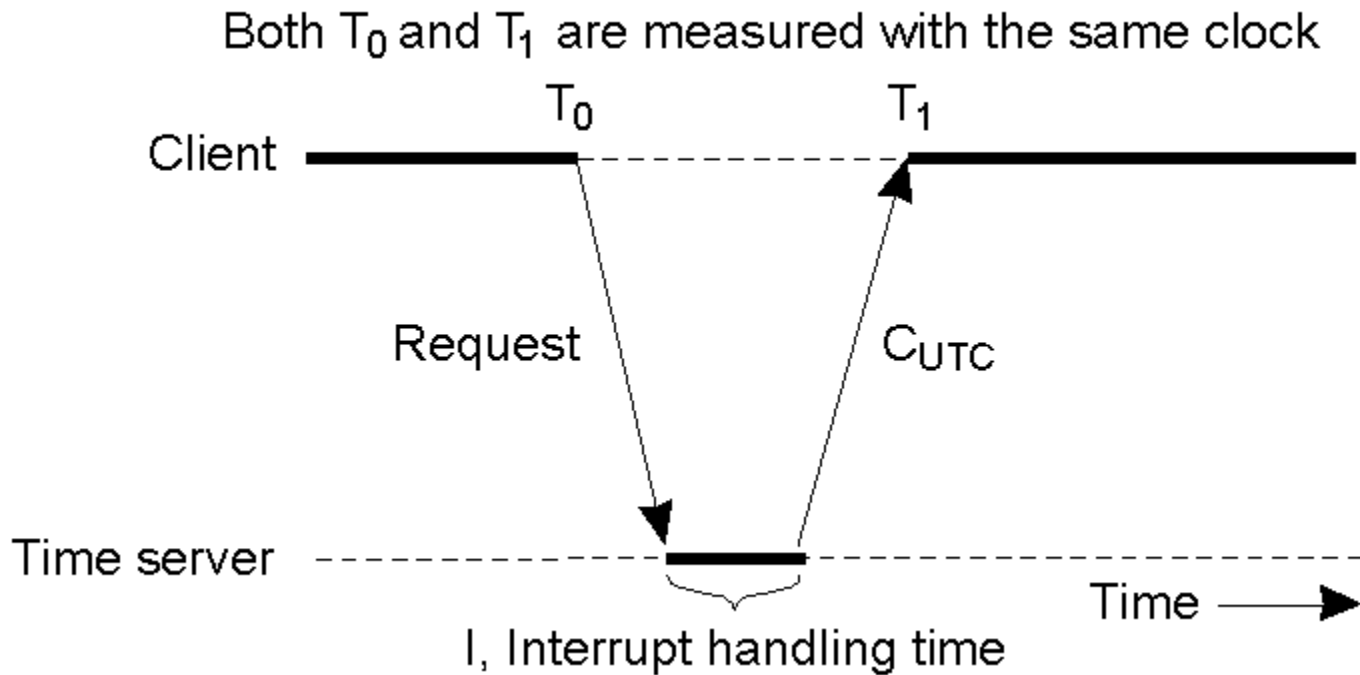 Both T₀ and T₁ are measured with the same clock
T₀
T₁
Client
Request
C_UTC
Time server
Time
I, Interrupt handling time